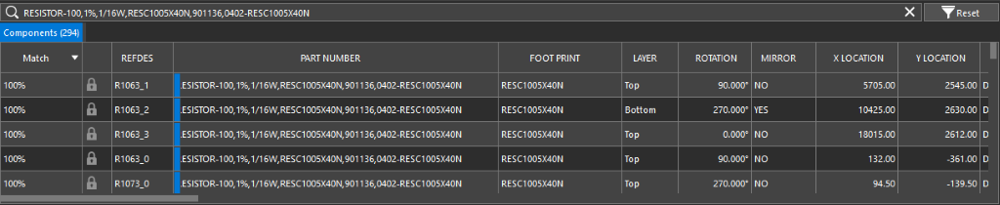 RESISTOR-100,1%,1/16W,RESC1005X40N,901136,0402-RESC1005X40N Reset
Components (294)
Match REFDES PART NUMBER FOOT PRINT LAYER ROTATION MIRROR X LOCATION Y LOCATION
100% R1063_1 .ESISTOR-100,1%,1/16W,RESC1005X40N,901136,0402-RESC1005X40N RESC1005X40N Top 90.000° NO 5705.00 2545.00 D
100% R1063_2 .ESISTOR-100,1%,1/16W,RESC1005X40N,901136,0402-RESC1005X40N RESC1005X40N Bottom 270.000° YES 10425.00 2630.00 D
100% R1063_3 .ESISTOR-100,1%,1/16W,RESC1005X40N,901136,0402-RESC1005X40N RESC1005X40N Top 0.000° NO 18015.00 2612.00 D
100% R1063_0 .ESISTOR-100,1%,1/16W,RESC1005X40N,901136,0402-RESC1005X40N RESC1005X40N Top 90.000° NO 132.00 -361.00 D
100% R1073_0 .ESISTOR-100,1%,1/16W,RESC1005X40N,901136,0402-RESC1005X40N RESC1005X40N Top 270.000° NO 94.50 -139.50 D